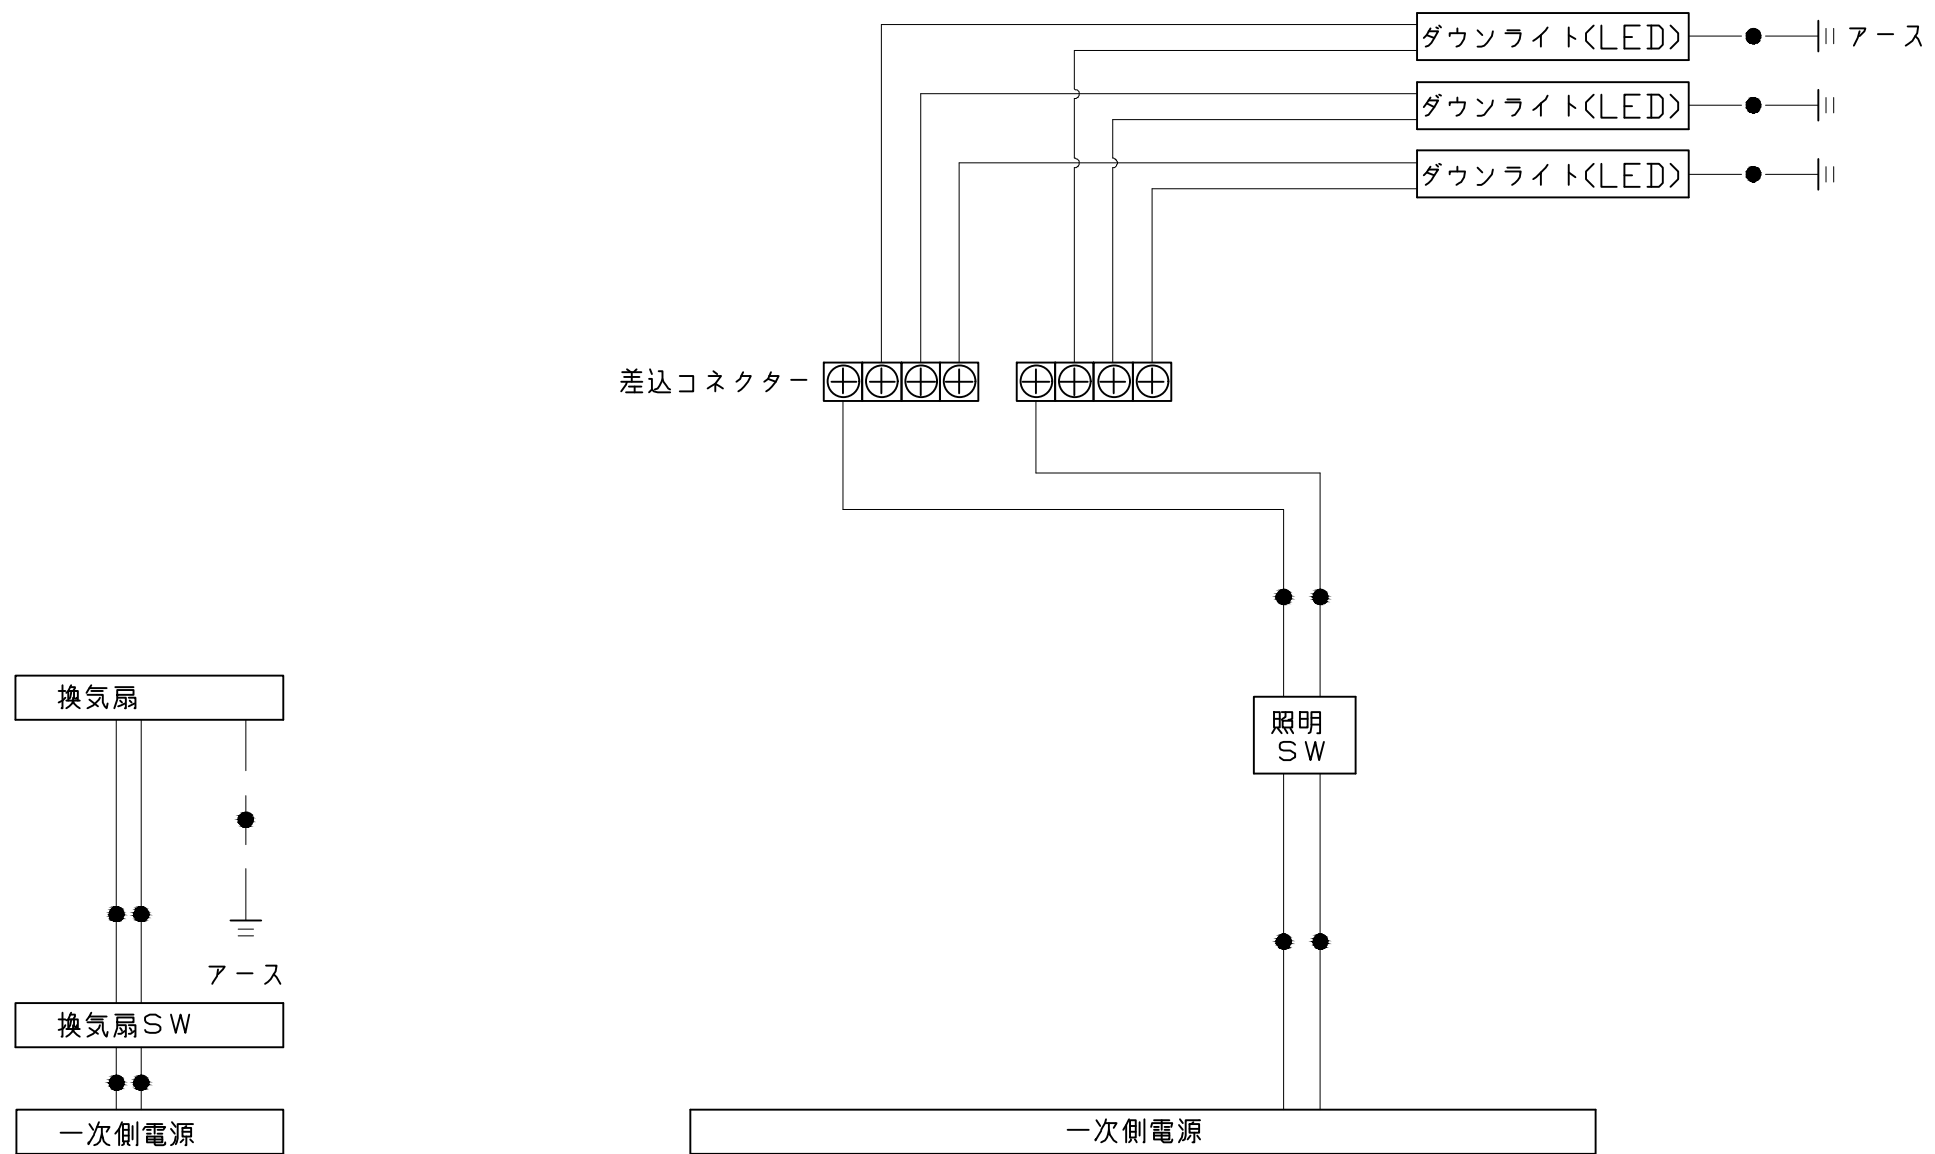 ダウンライト(LED)
アース
ダウンライト(LED)
ダウンライト(LED)
差込コネクター
換気扇
照明
SW
アース
換気扇SW
一次側電源
一次側電源